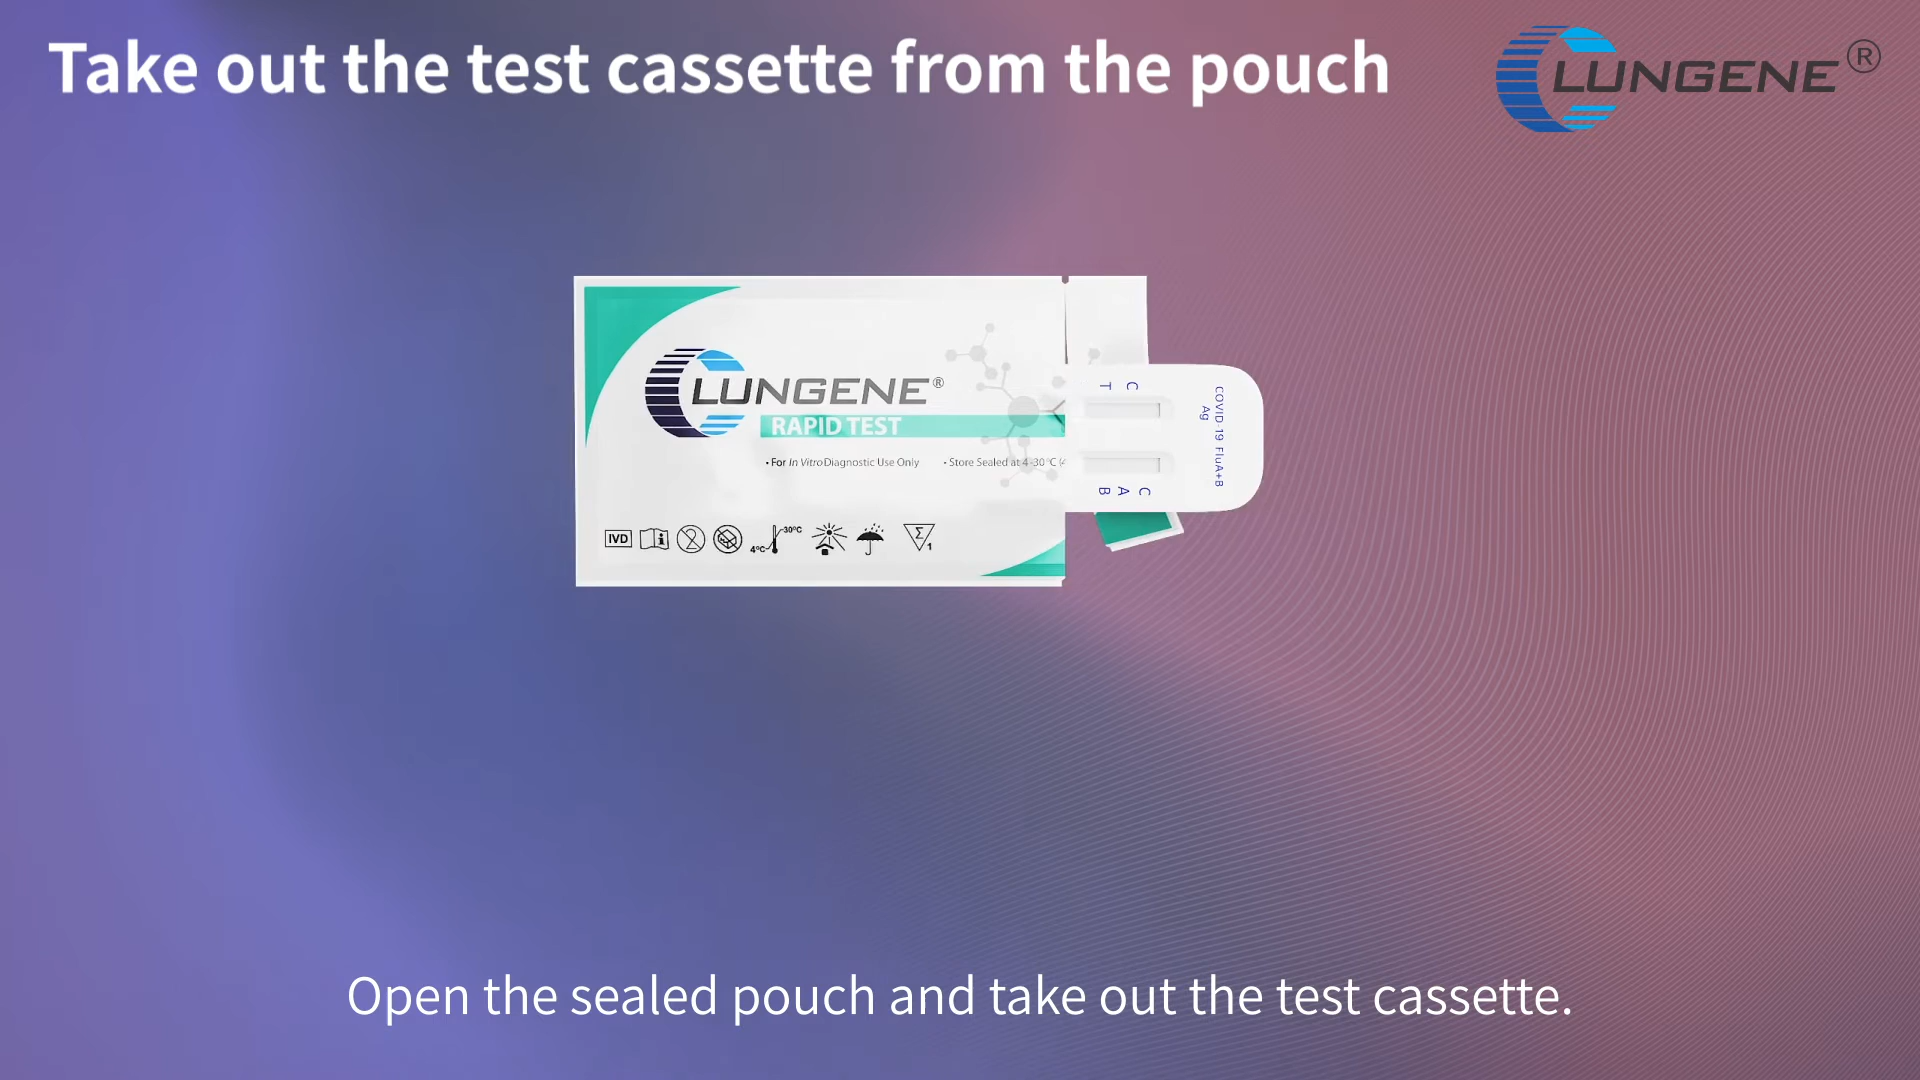 Take out the test cassette from the pouch
LUNGENE®
LUNGENE®
RAPID TEST
• For In Vitro Diagnostic Use Only • Store Sealed at 4-30°C (4
IVD
4°C 30°C
Σ
1
T C
COVID-19 FluA+B
Ag
B A C
Open the sealed pouch and take out the test cassette.